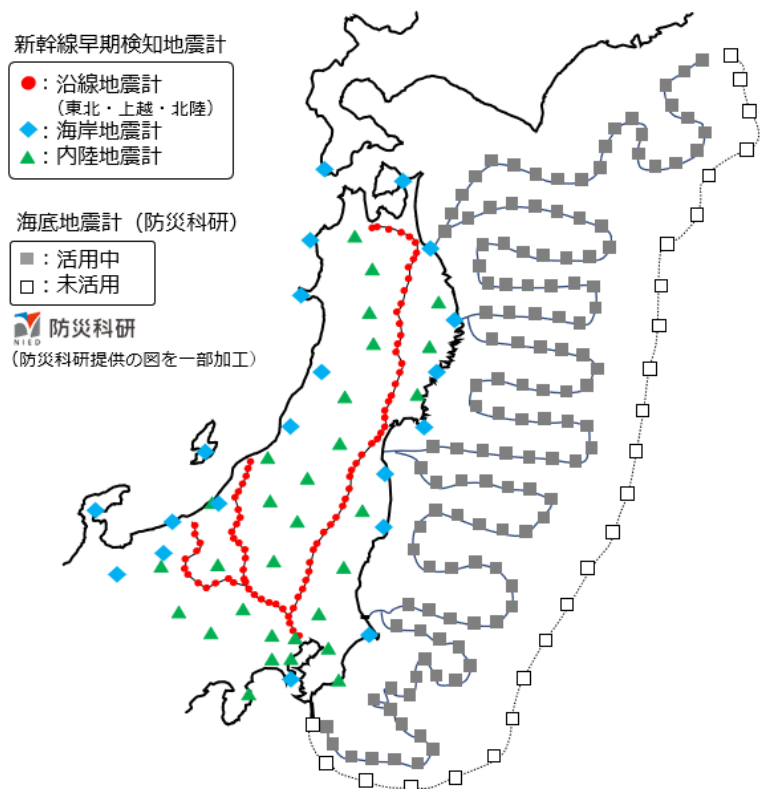 新幹線早期検知地震計
：沿線地震計
（東北・上越・北陸）
：海岸地震計
：内陸地震計
海底地震計（防災科研）
：活用中
：未活用
NIED 防災科研
（防災科研提供の図を一部加工）